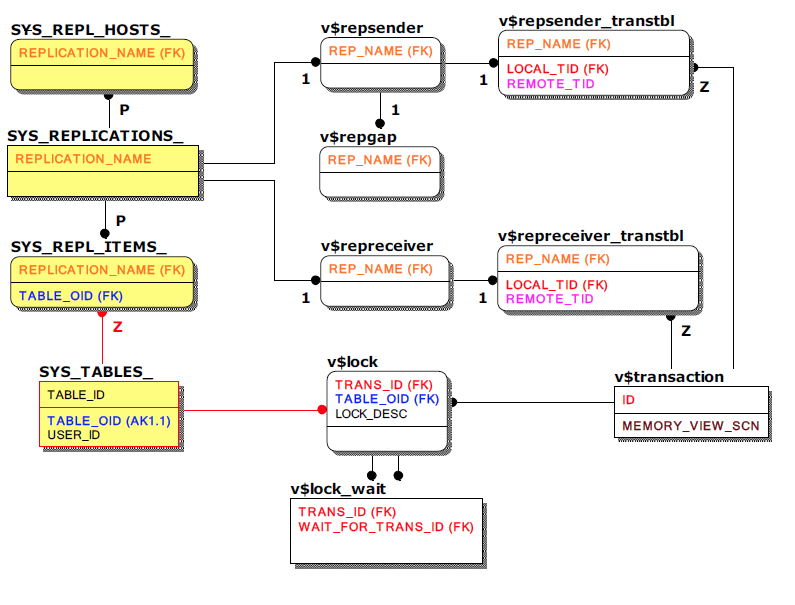 SYS_REPL_HOSTS_
REPLICATION_NAME (FK)
P
SYS_REPLICATIONS_
REPLICATION_NAME
P
SYS_REPL_ITEMS_
REPLICATION_NAME (FK)
TABLE_OID (FK)
Z
SYS_TABLES_
TABLE_ID
TABLE_OID (AK1.1)
USER_ID
v$repsender
REP_NAME (FK)
1
1
v$repgap
REP_NAME (FK)
v$repsender_transtbl
REP_NAME (FK)
LOCAL_TID (FK)
REMOTE_TID
1
Z
v$repreceiver
REP_NAME (FK)
1
v$repreceiver_transtbl
REP_NAME (FK)
LOCAL_TID (FK)
REMOTE_TID
1
Z
v$lock
TRANS_ID (FK)
TABLE_OID (FK)
LOCK_DESC
v$transaction
ID
MEMORY_VIEW_SCN
v$lock_wait
TRANS_ID (FK)
WAIT_FOR_TRANS_ID (FK)